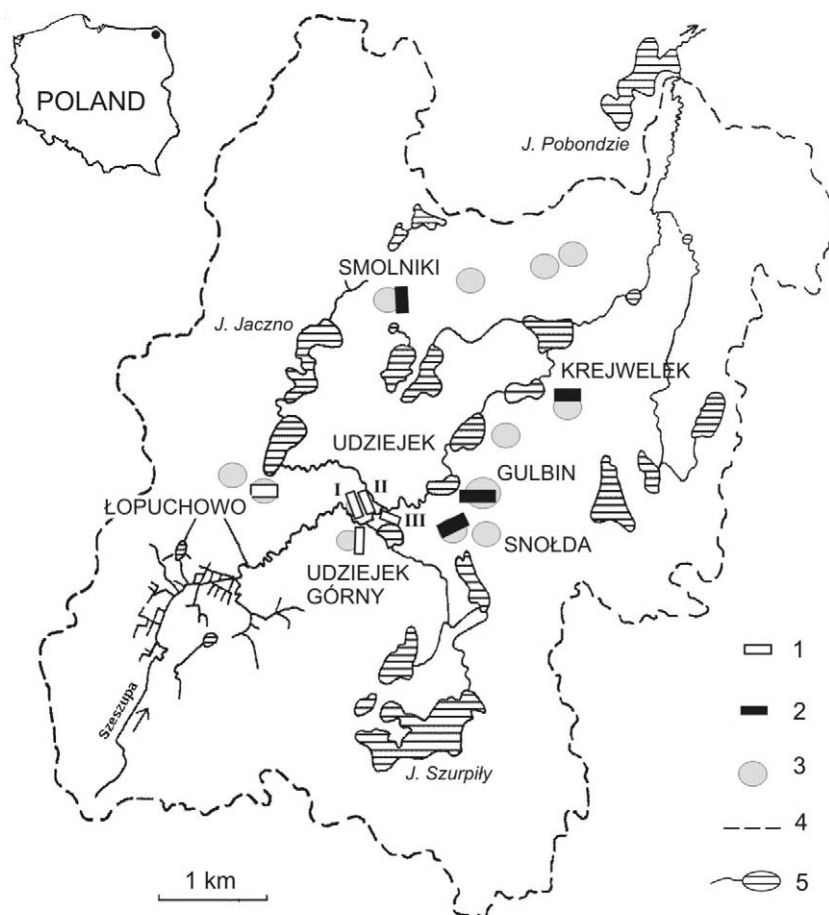 POLAND
J. Pobondzie
SMOLNIKI
J. Jaczno
KREJWELEK
UDZIEJEK
GULBIN
I
II
III
ŁOPUCHOWO
SNOŁDA
UDZIEJEK
GÓRNY
Szeszupa
J. Szurpiły
1 km
1
2
3
4
5